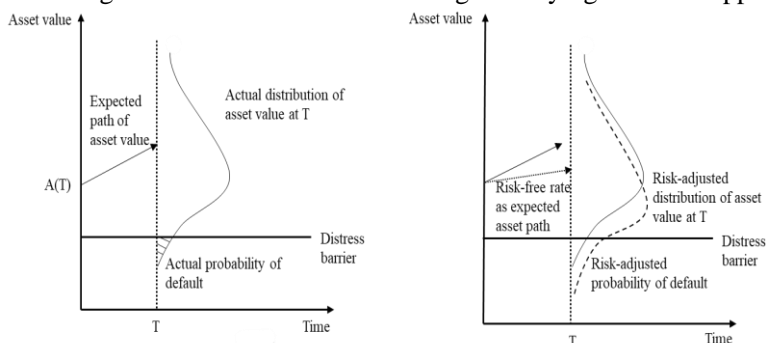 Asset value
Expected
path of
asset value
Actual distribution of
asset value at T
A(T)
Distress
barrier
Actual probability of
default
T
Time
Asset value
Risk-free rate
as expected
asset path
Risk-adjusted
distribution of asset
value at T
Distress
barrier
Risk-adjusted
probability of default
T
Time